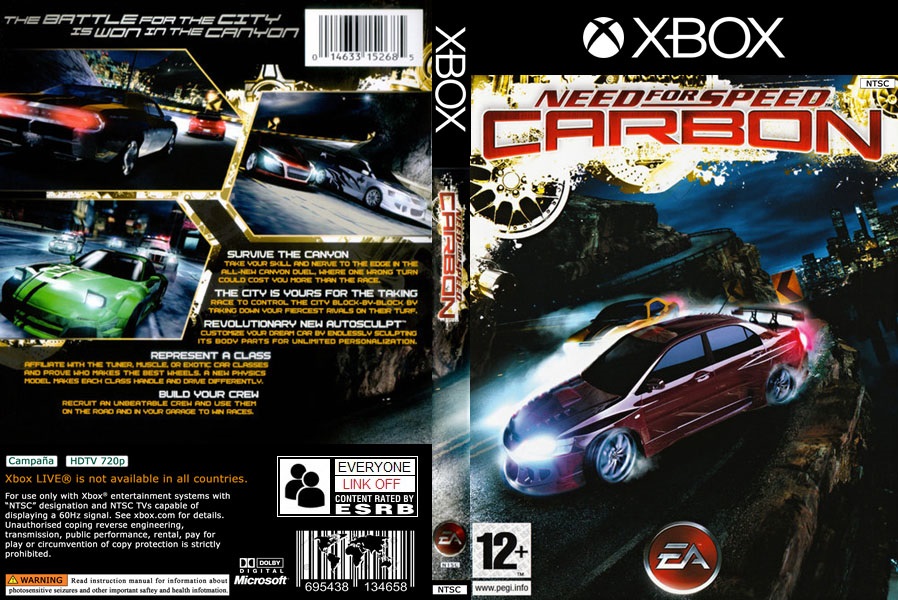 THE BATTLE FOR THE CITY
IS WON IN THE CANYON
0 14633 15268 5
SURVIVE THE CANYON
TAKE YOUR SKILL AND NERVE TO THE EDGE IN THE
ALL-NEW CANYON DUEL, WHERE ONE WRONG TURN
COULD COST YOU MORE THAN THE RACE.
THE CITY IS YOURS FOR THE TAKING
RACE TO CONTROL THE CITY BLOCK-BY-BLOCK BY
TAKING DOWN YOUR FIERCEST RIVALS ON THEIR TURF.
REVOLUTIONARY NEW AUTOSCULPT™
CUSTOMIZE YOUR DREAM CAR BY ENDLESSLY SCULPTING
ITS BODY PARTS FOR UNLIMITED PERSONALIZATION.
REPRESENT A CLASS
AFFILIATE WITH THE TUNER, MUSCLE, OR EXOTIC CAR CLASSES
AND PROVE WHO MAKES THE BEST WHEELS. A NEW PHYSICS
MODEL MAKES EACH CLASS HANDLE AND DRIVE DIFFERENTLY.
BUILD YOUR CREW
RECRUIT AN UNBEATABLE CREW AND USE THEM
ON THE ROAD AND IN YOUR GARAGE TO WIN RACES.
Campaña HDTV 720p
Xbox LIVE® is not available in all countries.
For use only with Xbox® entertainment systems with
"NTSC" designation and NTSC TVs capable of
displaying a 60Hz signal. See xbox.com for details.
Unauthorised coping reverse engineering,
transmission, public performance, rental, pay for
play or circumvention of copy protection is strictly
prohibited.
WARNING Read instruction manual for information about
photosensitive seizures and other important saftey and health infotmation.
DOLBY
DIGITAL
Microsoft
EVERYONE
LINK OFF
CONTENT RATED BY
ESRB
695438 134658
XBOX
NEED FOR SPEED
CARBON
EA
NTSC
XBOX
NTSC
NEED FOR SPEED
CARBON
12+
www.pegi.info
EA